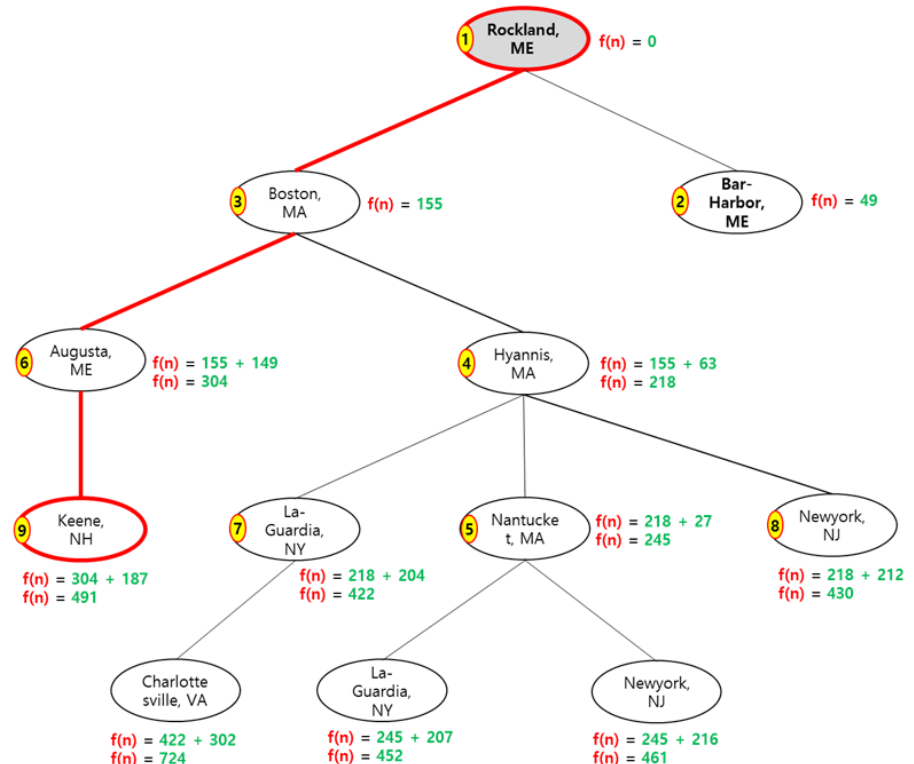 1
Rockland,
ME
f(n) = 0
3
Boston,
MA
f(n) = 155
2
Bar-
Harbor,
ME
f(n) = 49
6
Augusta,
ME
f(n) = 155 + 149
f(n) = 304
4
Hyannis,
MA
f(n) = 155 + 63
f(n) = 218
9
Keene,
NH
f(n) = 304 + 187
f(n) = 491
7
La-
Guardia,
NY
f(n) = 218 + 204
f(n) = 422
5
Nantucke
t, MA
f(n) = 218 + 27
f(n) = 245
8
Newyork,
NJ
f(n) = 218 + 212
f(n) = 430
Charlotte
sville, VA
f(n) = 422 + 302
f(n) = 724
La-
Guardia,
NY
f(n) = 245 + 207
f(n) = 452
Newyork,
NJ
f(n) = 245 + 216
f(n) = 461